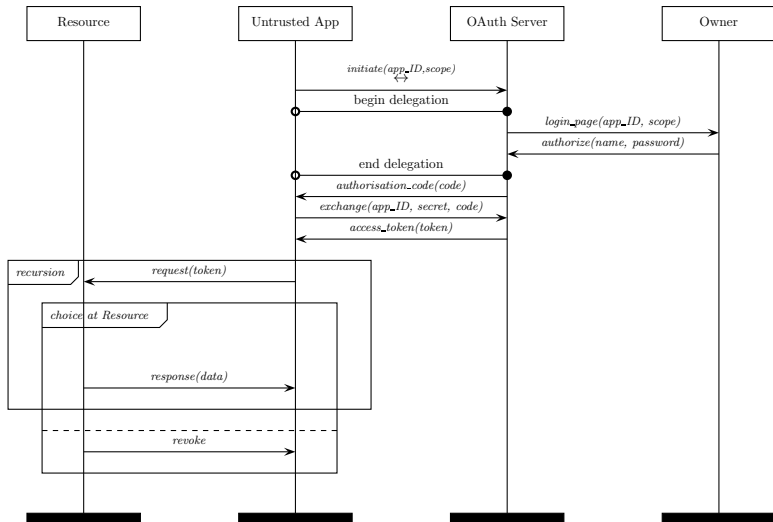 Resource Untrusted App OAuth Server Owner
initiate(app_ID,scope)
↔
begin delegation
login_page(app_ID, scope)
authorize(name, password)
end delegation
authorisation_code(code)
exchange(app_ID, secret, code)
access_token(token)
recursion request(token)
choice at Resource
response(data)
revoke